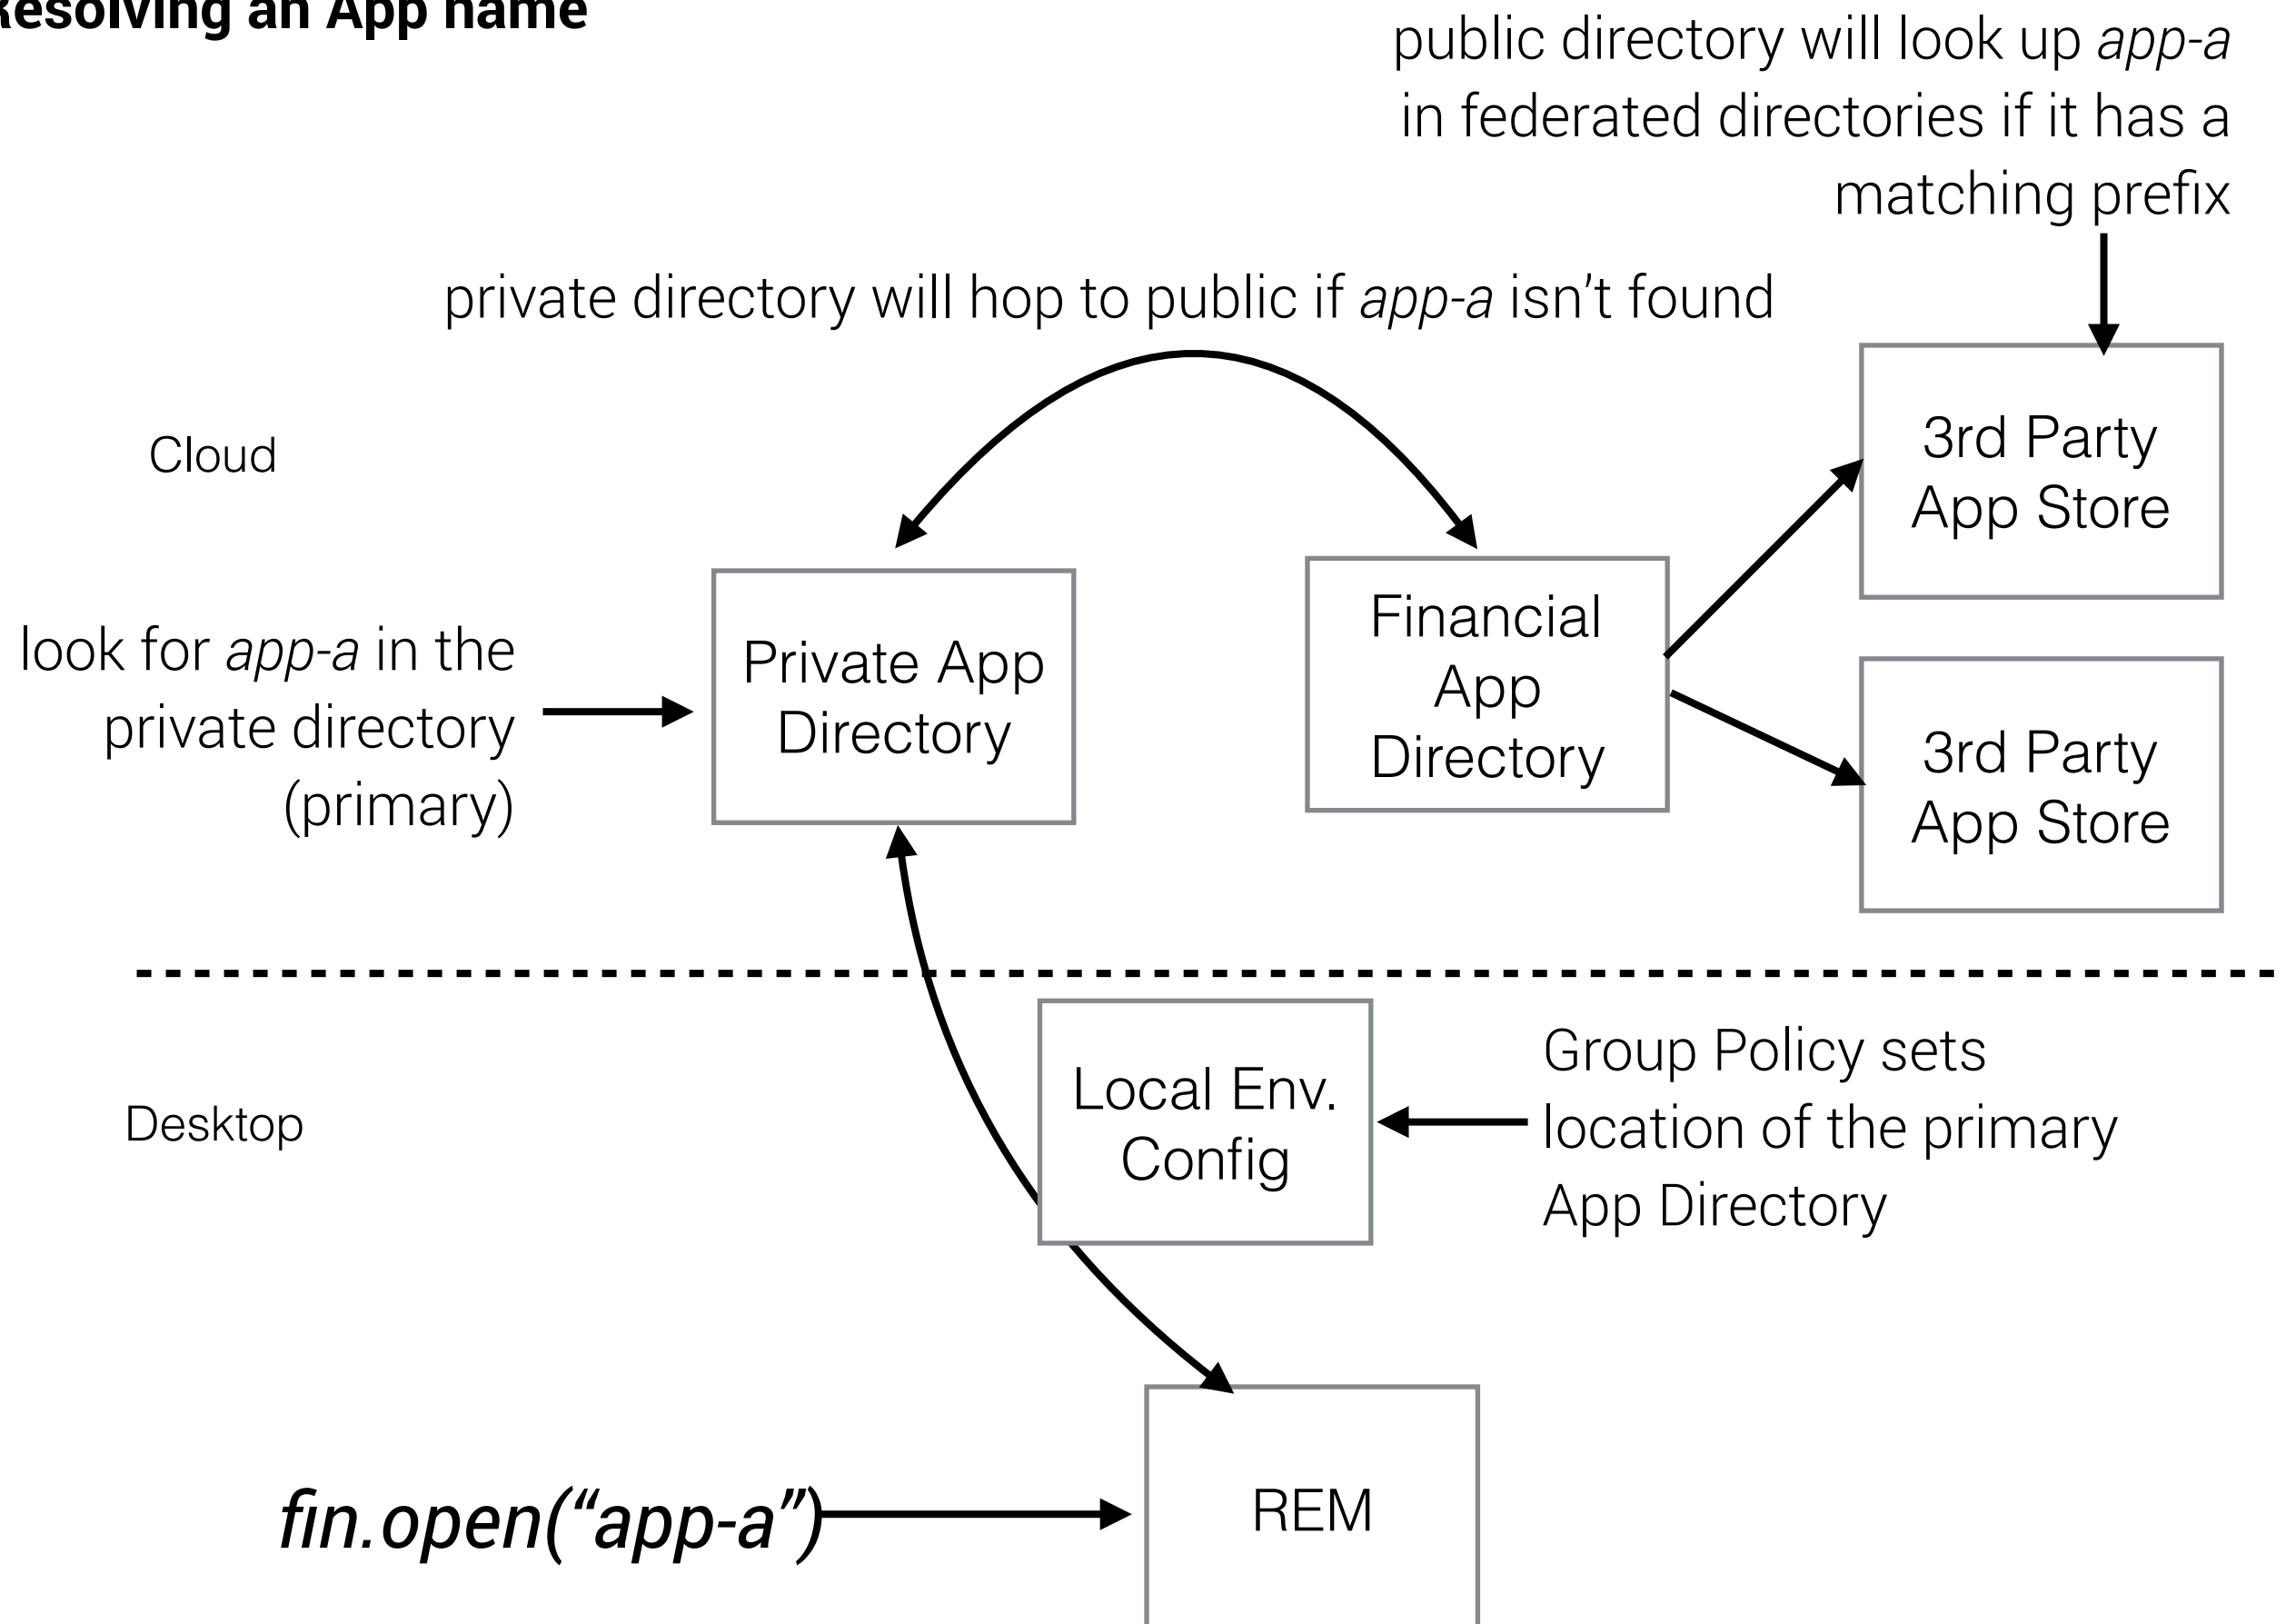 esolving an App name
public directory will look up app-a
in federated directories if it has a
matching prefix
private directory will hop to public if app-a isn’t found
Cloud
3rd Party
App Store
Financial
App
Directory
Private App
Directory
look for app-a in the
private directory
(primary)
3rd Party
App Store
Local Env.
Config
Group Policy sets
location of the primary
App Directory
Desktop
fin.open(“app-a”)
REM